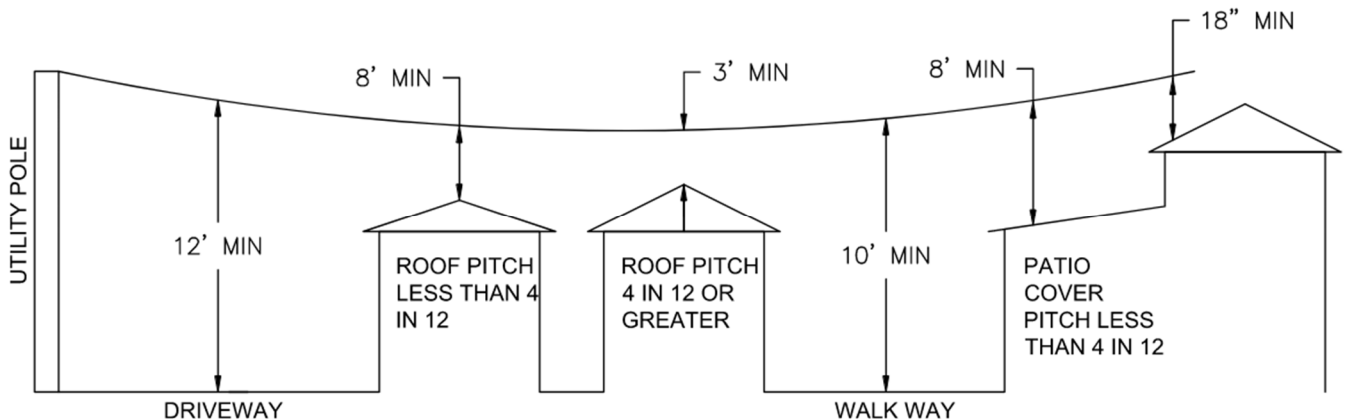 18” MIN
8’ MIN
3’ MIN
8’ MIN
UTILITY POLE
12’ MIN
ROOF PITCH
LESS THAN 4
IN 12
ROOF PITCH
4 IN 12 OR
GREATER
10’ MIN
PATIO
COVER
PITCH LESS
THAN 4 IN 12
DRIVEWAY
WALK WAY